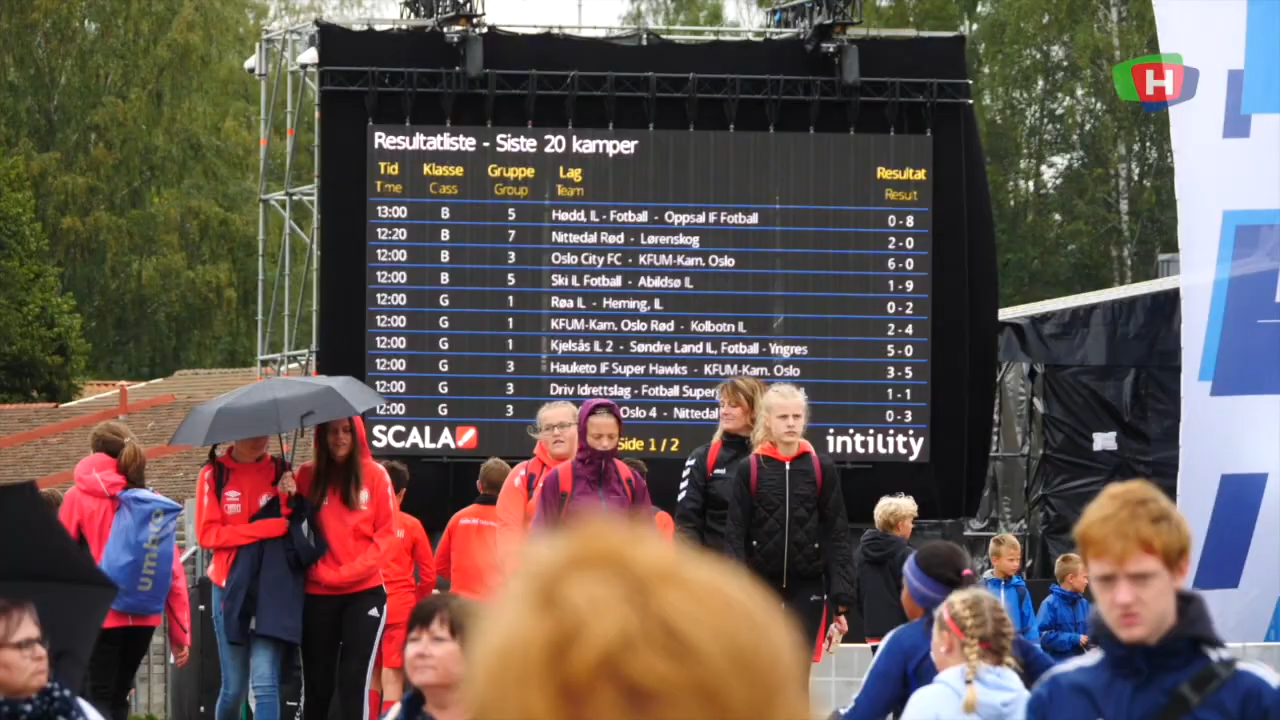 H
Resultatliste - Siste 20 kamper
Tid Klasse Gruppe Lag Resultat
Time Class Group Team Result
13:00 B 5 Hødd, IL - Fotball - Oppsal IF Fotball 0 - 8
12:20 B 7 Nittedal Rød - Lørenskog 2 - 0
12:00 B 3 Oslo City FC - KFUM-Kam. Oslo 6 - 0
12:00 B 5 Ski IL Fotball - Abildsø IL 1 - 9
12:00 G 1 Røa IL - Heming, IL 0 - 2
12:00 G 1 KFUM-Kam. Oslo Rød - Kolbotn IL 2 - 4
12:00 G 1 Kjelsås IL 2 - Søndre Land IL, Fotball - Yngres 5 - 0
12:00 G 3 Hauketo IF Super Hawks - KFUM-Kam. Oslo 3 - 5
12:00 G 3 Driv Idrettslag - Fotball Super 1 - 1
12:00 G 3 Oslo 4 - Nittedal 0 - 3
SCALA Side 1 / 2 intility
umbro